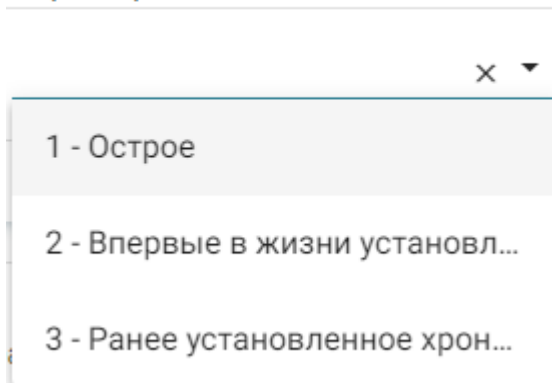 1 - Острое
2 - Впервые в жизни установл...
3 - Ранее установленное хрон...